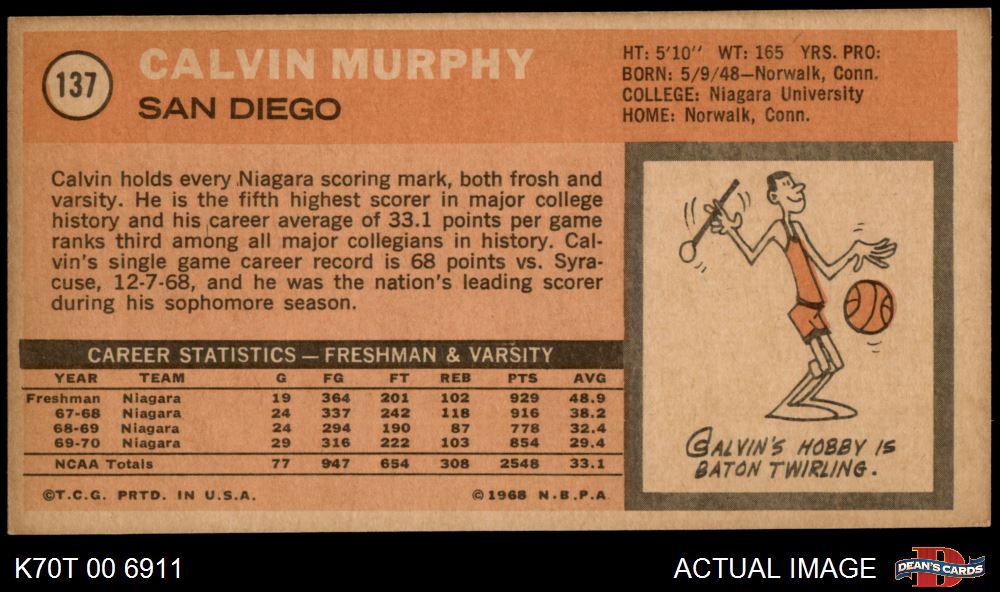 137
CALVIN MURPHY
SAN DIEGO
HT: 5'10" WT: 165 YRS. PRO:
BORN: 5/9/48—Norwalk, Conn.
COLLEGE: Niagara University
HOME: Norwalk, Conn.
Calvin holds every Niagara scoring mark, both frosh and
varsity. He is the fifth highest scorer in major college
history and his career average of 33.1 points per game
ranks third among all major collegians in history. Cal-
vin's single game career record is 68 points vs. Syra-
cuse, 12-7-68, and he was the nation's leading scorer
during his sophomore season.
CAREER STATISTICS — FRESHMAN & VARSITY
YEAR TEAM G FG FT REB PTS AVG
Freshman Niagara 19 364 201 102 929 48.9
67-68 Niagara 24 337 242 118 916 38.2
68-69 Niagara 24 294 190 87 778 32.4
69-70 Niagara 29 316 222 103 854 29.4
NCAA Totals 77 947 654 308 2548 33.1
©T.C.G. PRTD. IN U.S.A. ©1968 N.B.P.A
CALVIN'S HOBBY IS
BATON TWIRLING.
K70T 00 6911
ACTUAL IMAGE
D
DEAN'S CARDS